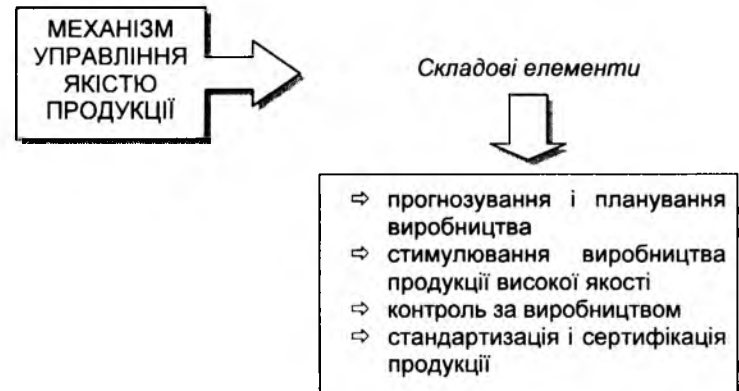 МЕХАНІЗМ
УПРАВЛІННЯ
ЯКІСТЮ
ПРОДУКЦІЇ
Складові елементи
⇨ прогнозування і планування
виробництва
⇨ стимулювання виробництва
продукції високої якості
⇨ контроль за виробництвом
⇨ стандартизація і сертифікація
продукції